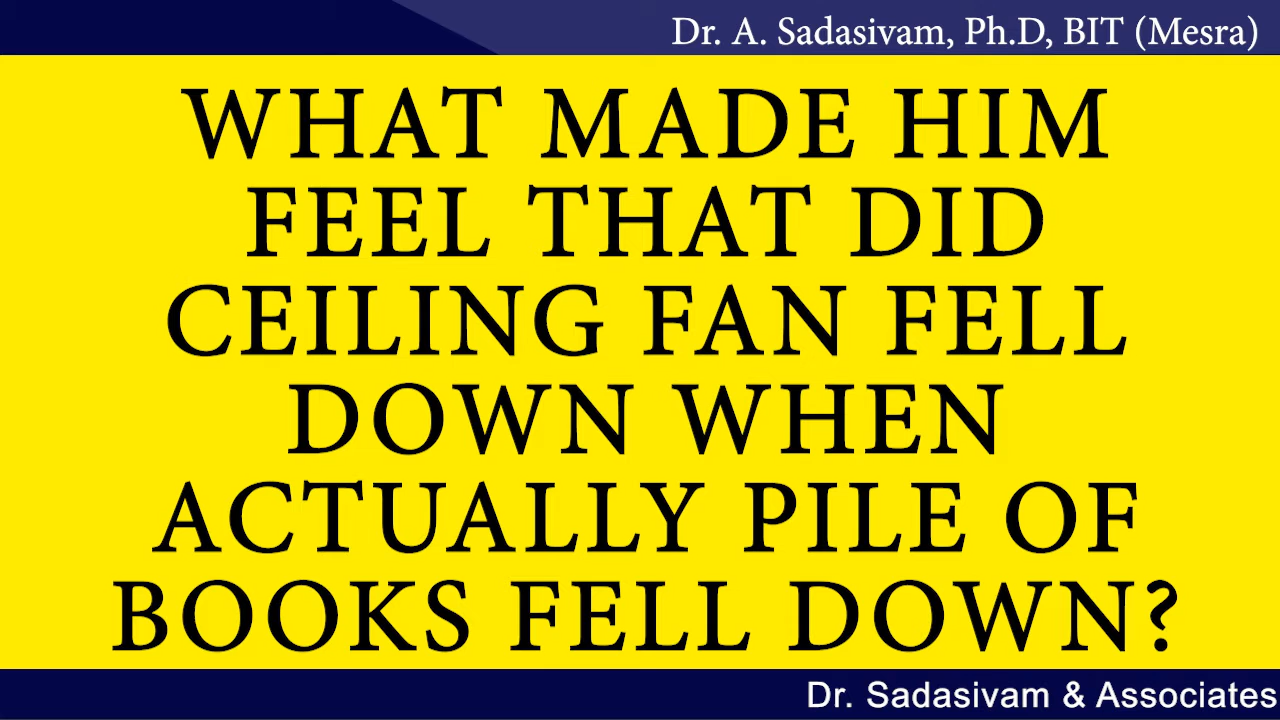 Dr. A. Sadasivam, Ph.D, BIT (Mesra)
WHAT MADE HIM
FEEL THAT DID
CEILING FAN FELL
DOWN WHEN
ACTUALLY PILE OF
BOOKS FELL DOWN?
Dr. Sadasivam & Associates